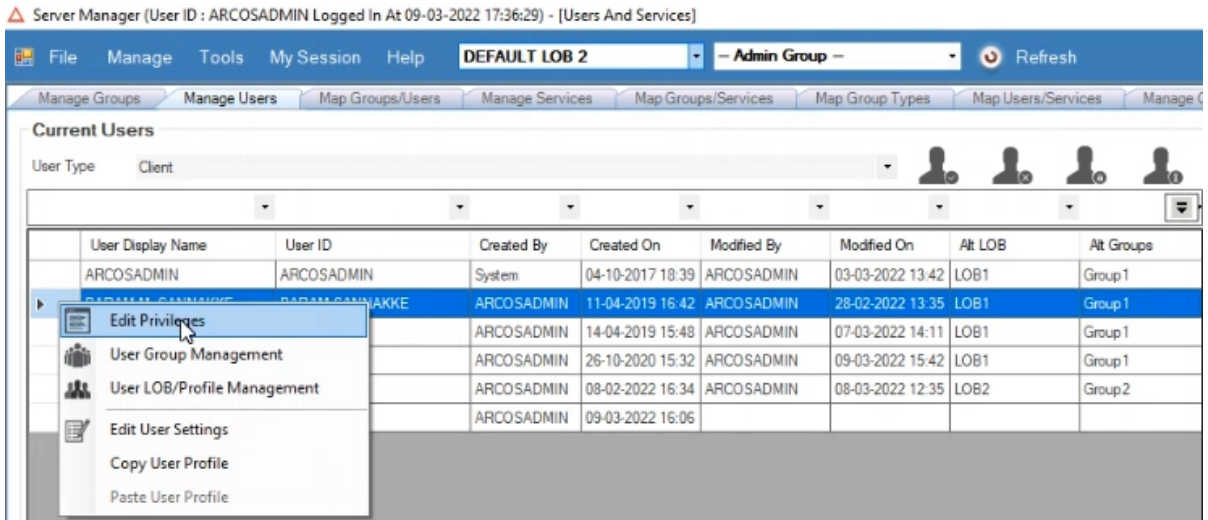 Server Manager (User ID : ARCOSADMIN Logged In At 09-03-2022 17:36:29) - [Users And Services]
File Manage Tools My Session Help DEFAULT LOB 2 -- Admin Group -- Refresh
Manage Groups Manage Users Map Groups/Users Manage Services Map Groups/Services Map Group Types Map Users/Services Manage
Current Users
User Type Client
User Display Name User ID Created By Created On Modified By Modified On Alt LOB Alt Groups
ARCOSADMIN ARCOSADMIN System 04-10-2017 18:39 ARCOSADMIN 03-03-2022 13:42 LOB1 Group1
ARCOSADMIN 11-04-2019 16:42 ARCOSADMIN 28-02-2022 13:35 LOB1 Group1
Edit Privileges
ARCOSADMIN 14-04-2019 15:48 ARCOSADMIN 07-03-2022 14:11 LOB1 Group1
User Group Management
ARCOSADMIN 26-10-2020 15:32 ARCOSADMIN 09-03-2022 15:42 LOB1 Group1
User LOB/Profile Management
ARCOSADMIN 08-02-2022 16:34 ARCOSADMIN 08-03-2022 12:35 LOB2 Group2
ARCOSADMIN 09-03-2022 16:06
Edit User Settings
Copy User Profile
Paste User Profile